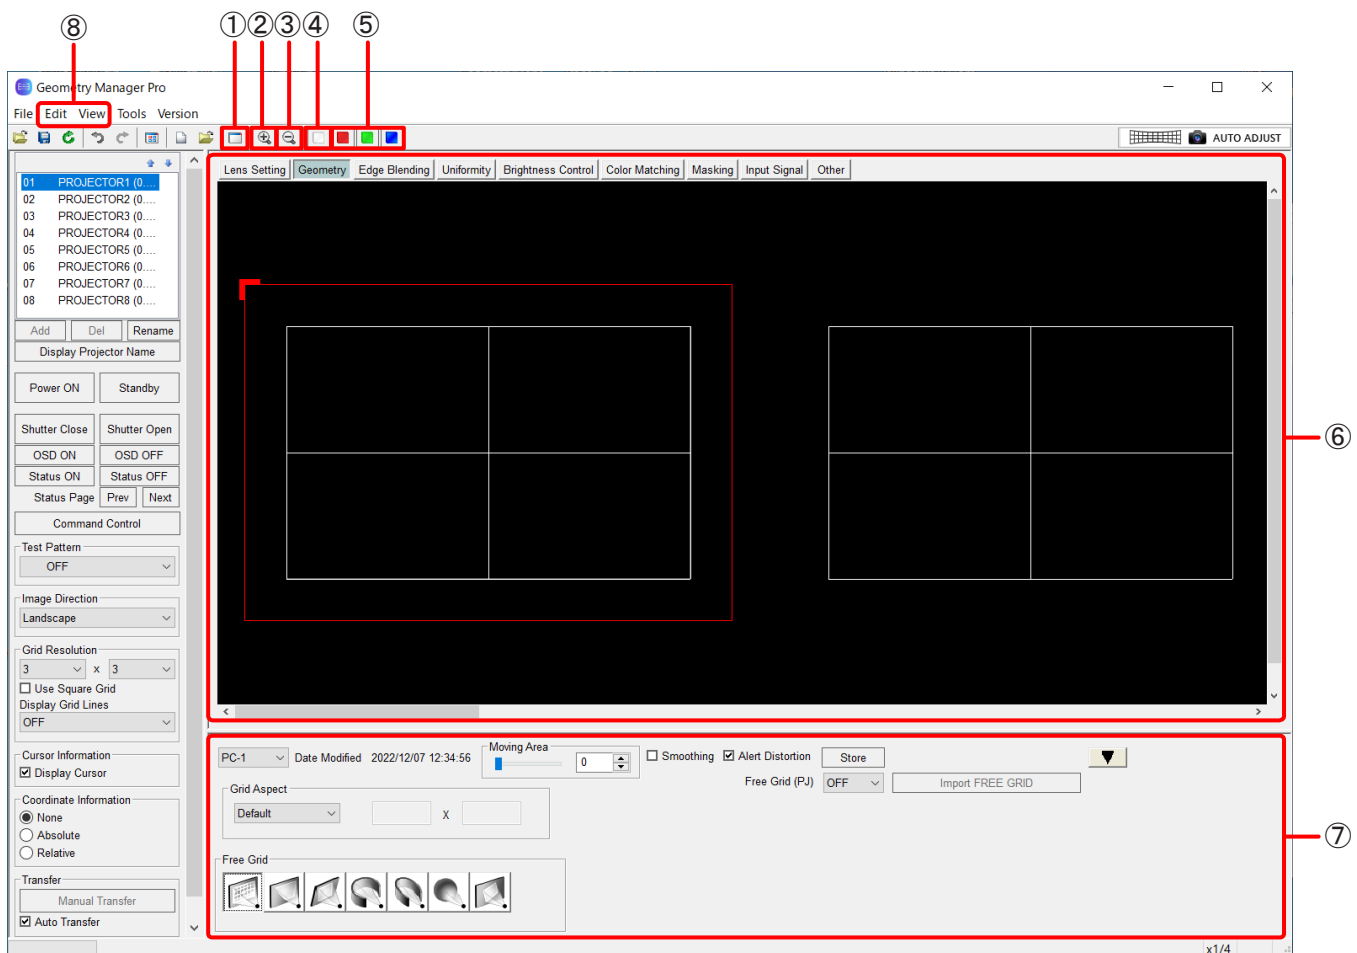 ⑧ ① ② ③ ④ ⑤
Geometry Manager Pro
File Edit View Tools Version
AUTO ADJUST
01 PROJECTOR1 (0....
02 PROJECTOR2 (0....
03 PROJECTOR3 (0....
04 PROJECTOR4 (0....
05 PROJECTOR5 (0....
06 PROJECTOR6 (0....
07 PROJECTOR7 (0....
08 PROJECTOR8 (0....
Add Del Rename
Display Projector Name
Power ON Standby
Shutter Close Shutter Open
OSD ON OSD OFF
Status ON Status OFF
Status Page Prev Next
Command Control
Test Pattern
OFF
Image Direction
Landscape
Grid Resolution
3 x 3
Use Square Grid
Display Grid Lines
OFF
Cursor Information
Display Cursor
Coordinate Information
None
Absolute
Relative
Transfer
Manual Transfer
Auto Transfer
Lens Setting Geometry Edge Blending Uniformity Brightness Control Color Matching Masking Input Signal Other
⑥
PC-1 Date Modified 2022/12/07 12:34:56 Moving Area 0 Smoothing Alert Distortion Store
Free Grid (PJ) OFF Import FREE GRID
Grid Aspect
Default X
⑦
Free Grid
x1/4